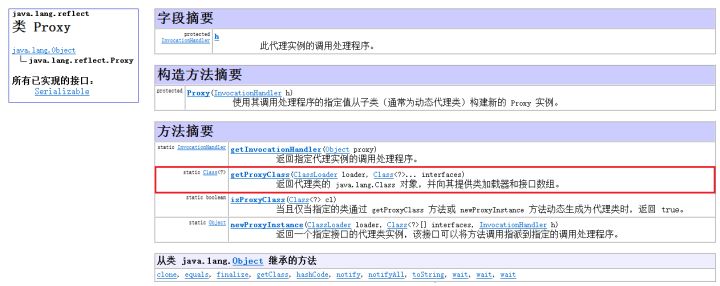 java.lang.reflect
类 Proxy
java.lang.Object
java.lang.reflect.Proxy
所有已实现的接口：
Serializable
字段摘要
protected InvocationHandler h
此代理实例的调用处理程序。
构造方法摘要
protected Proxy(InvocationHandler h)
使用其调用处理程序的指定值从子类（通常为动态代理类）构建新的 Proxy 实例。
方法摘要
static InvocationHandler getInvocationHandler(Object proxy)
返回指定代理实例的调用处理程序。
static Class<?> getProxyClass(ClassLoader loader, Class<?>... interfaces)
返回代理类的 java.lang.Class 对象，并向其提供类加载器和接口数组。
static boolean isProxyClass(Class<?> cl)
当且仅当指定的类通过 getProxyClass 方法或 newProxyInstance 方法动态生成为代理类时，返回 true。
static Object newProxyInstance(ClassLoader loader, Class<?>[] interfaces, InvocationHandler h)
返回一个指定接口的代理类实例，该接口可以将方法调用指派到指定的调用处理程序。
从类 java.lang.Object 继承的方法
clone, equals, finalize, getClass, hashCode, notify, notifyAll, toString, wait, wait, wait